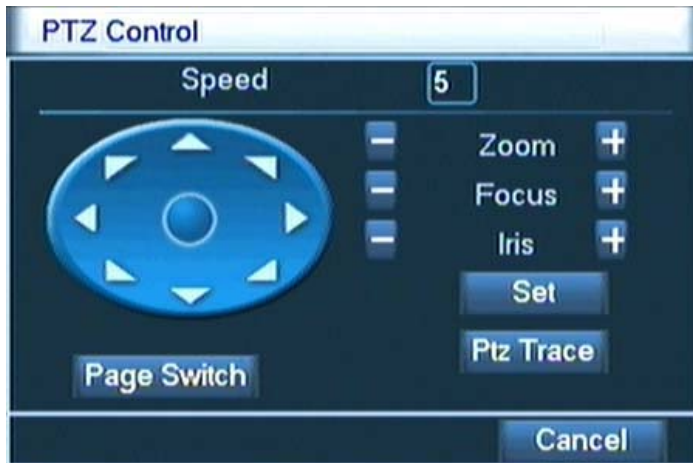 PTZ Control
Speed 5
- Zoom +
- Focus +
- Iris +
Set
Ptz Trace
Page Switch
Cancel